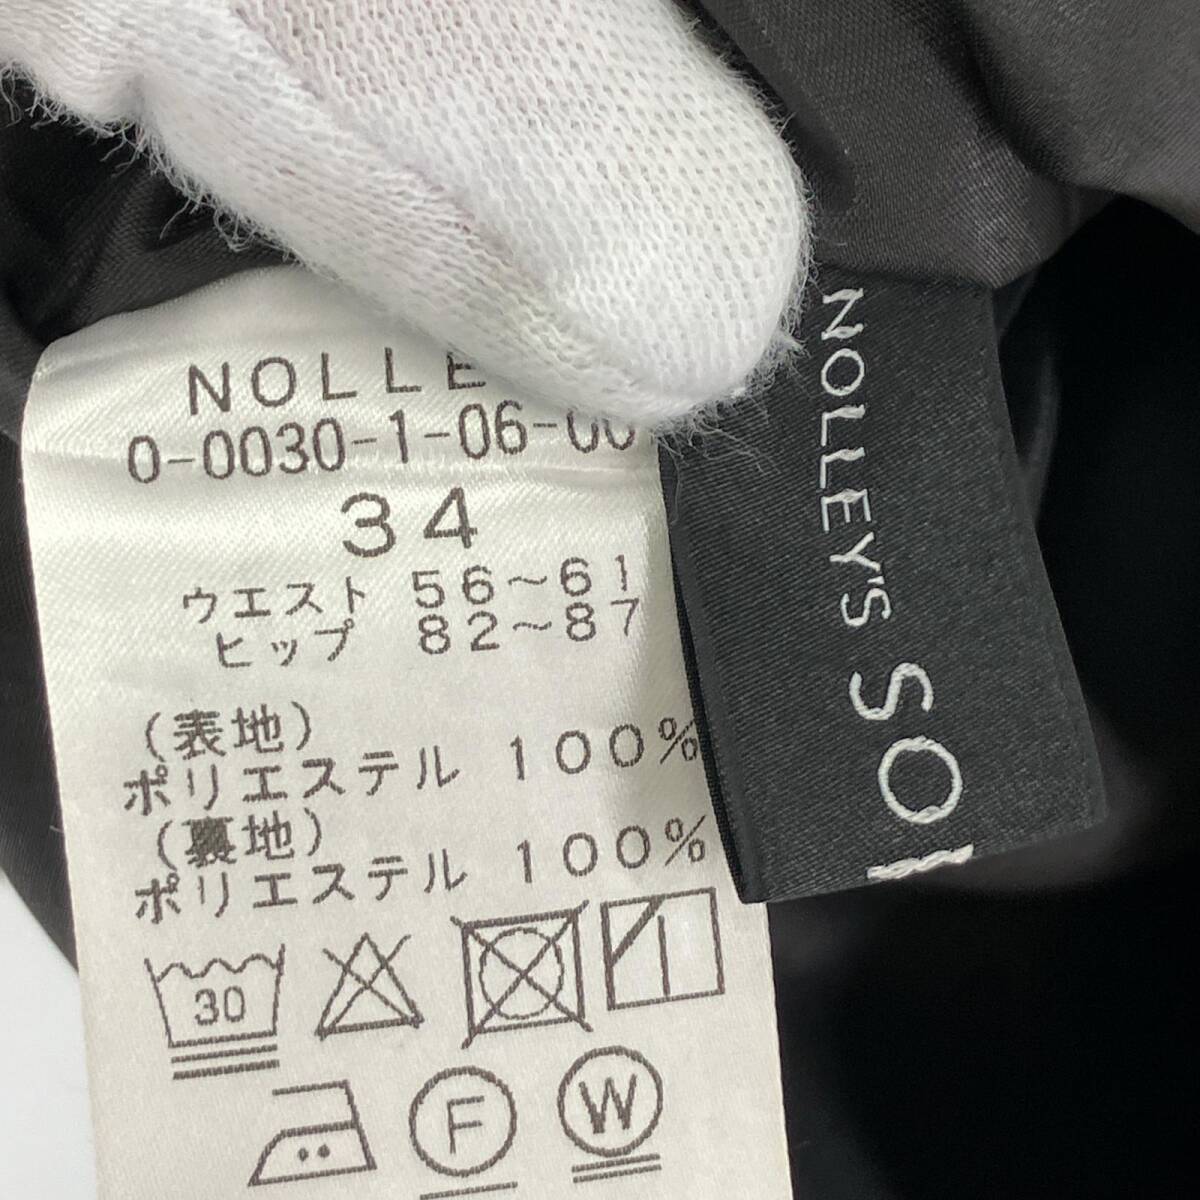 NOLLE
0-0030-1-06-00
34
ウエスト 56~61
ヒップ 82~87
(表地)
ポリエステル 100%
(裏地)
ポリエステル 100%
30
F
W
NOLLEY'S SO